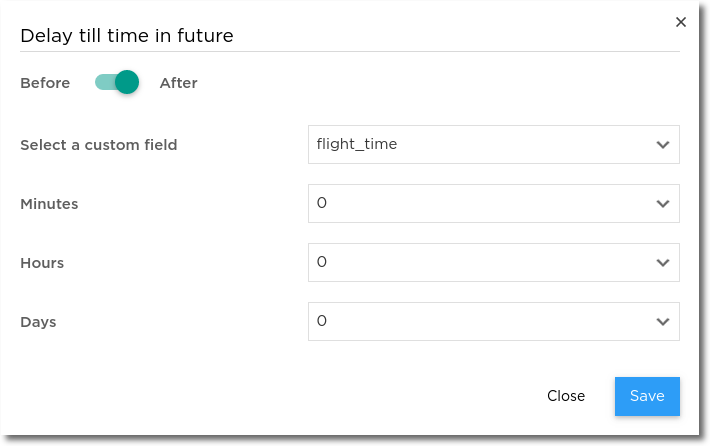 ×
Delay till time in future
Before After
Select a custom field flight_time
Minutes 0
Hours 0
Days 0
Close Save